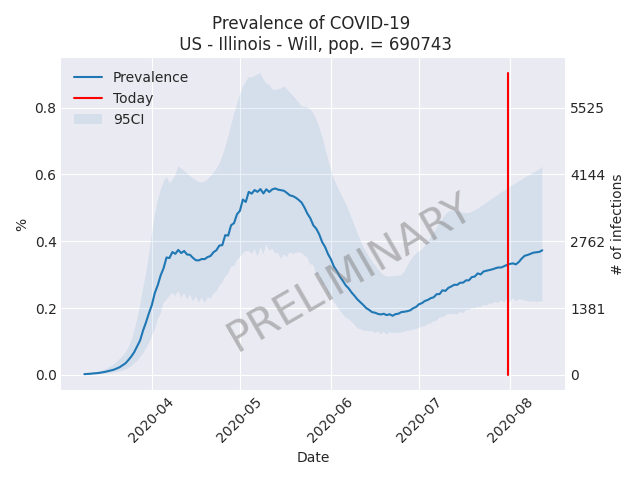 Prevalence of COVID-19
US - Illinois - Will, pop. = 690743
Prevalence
Today
95CI
0.8
0.6
0.4
0.2
0.0
%
5525
4144
2762
1381
0
# of infections
PRELIMINARY
2020-04
2020-05
2020-06
2020-07
2020-08
Date